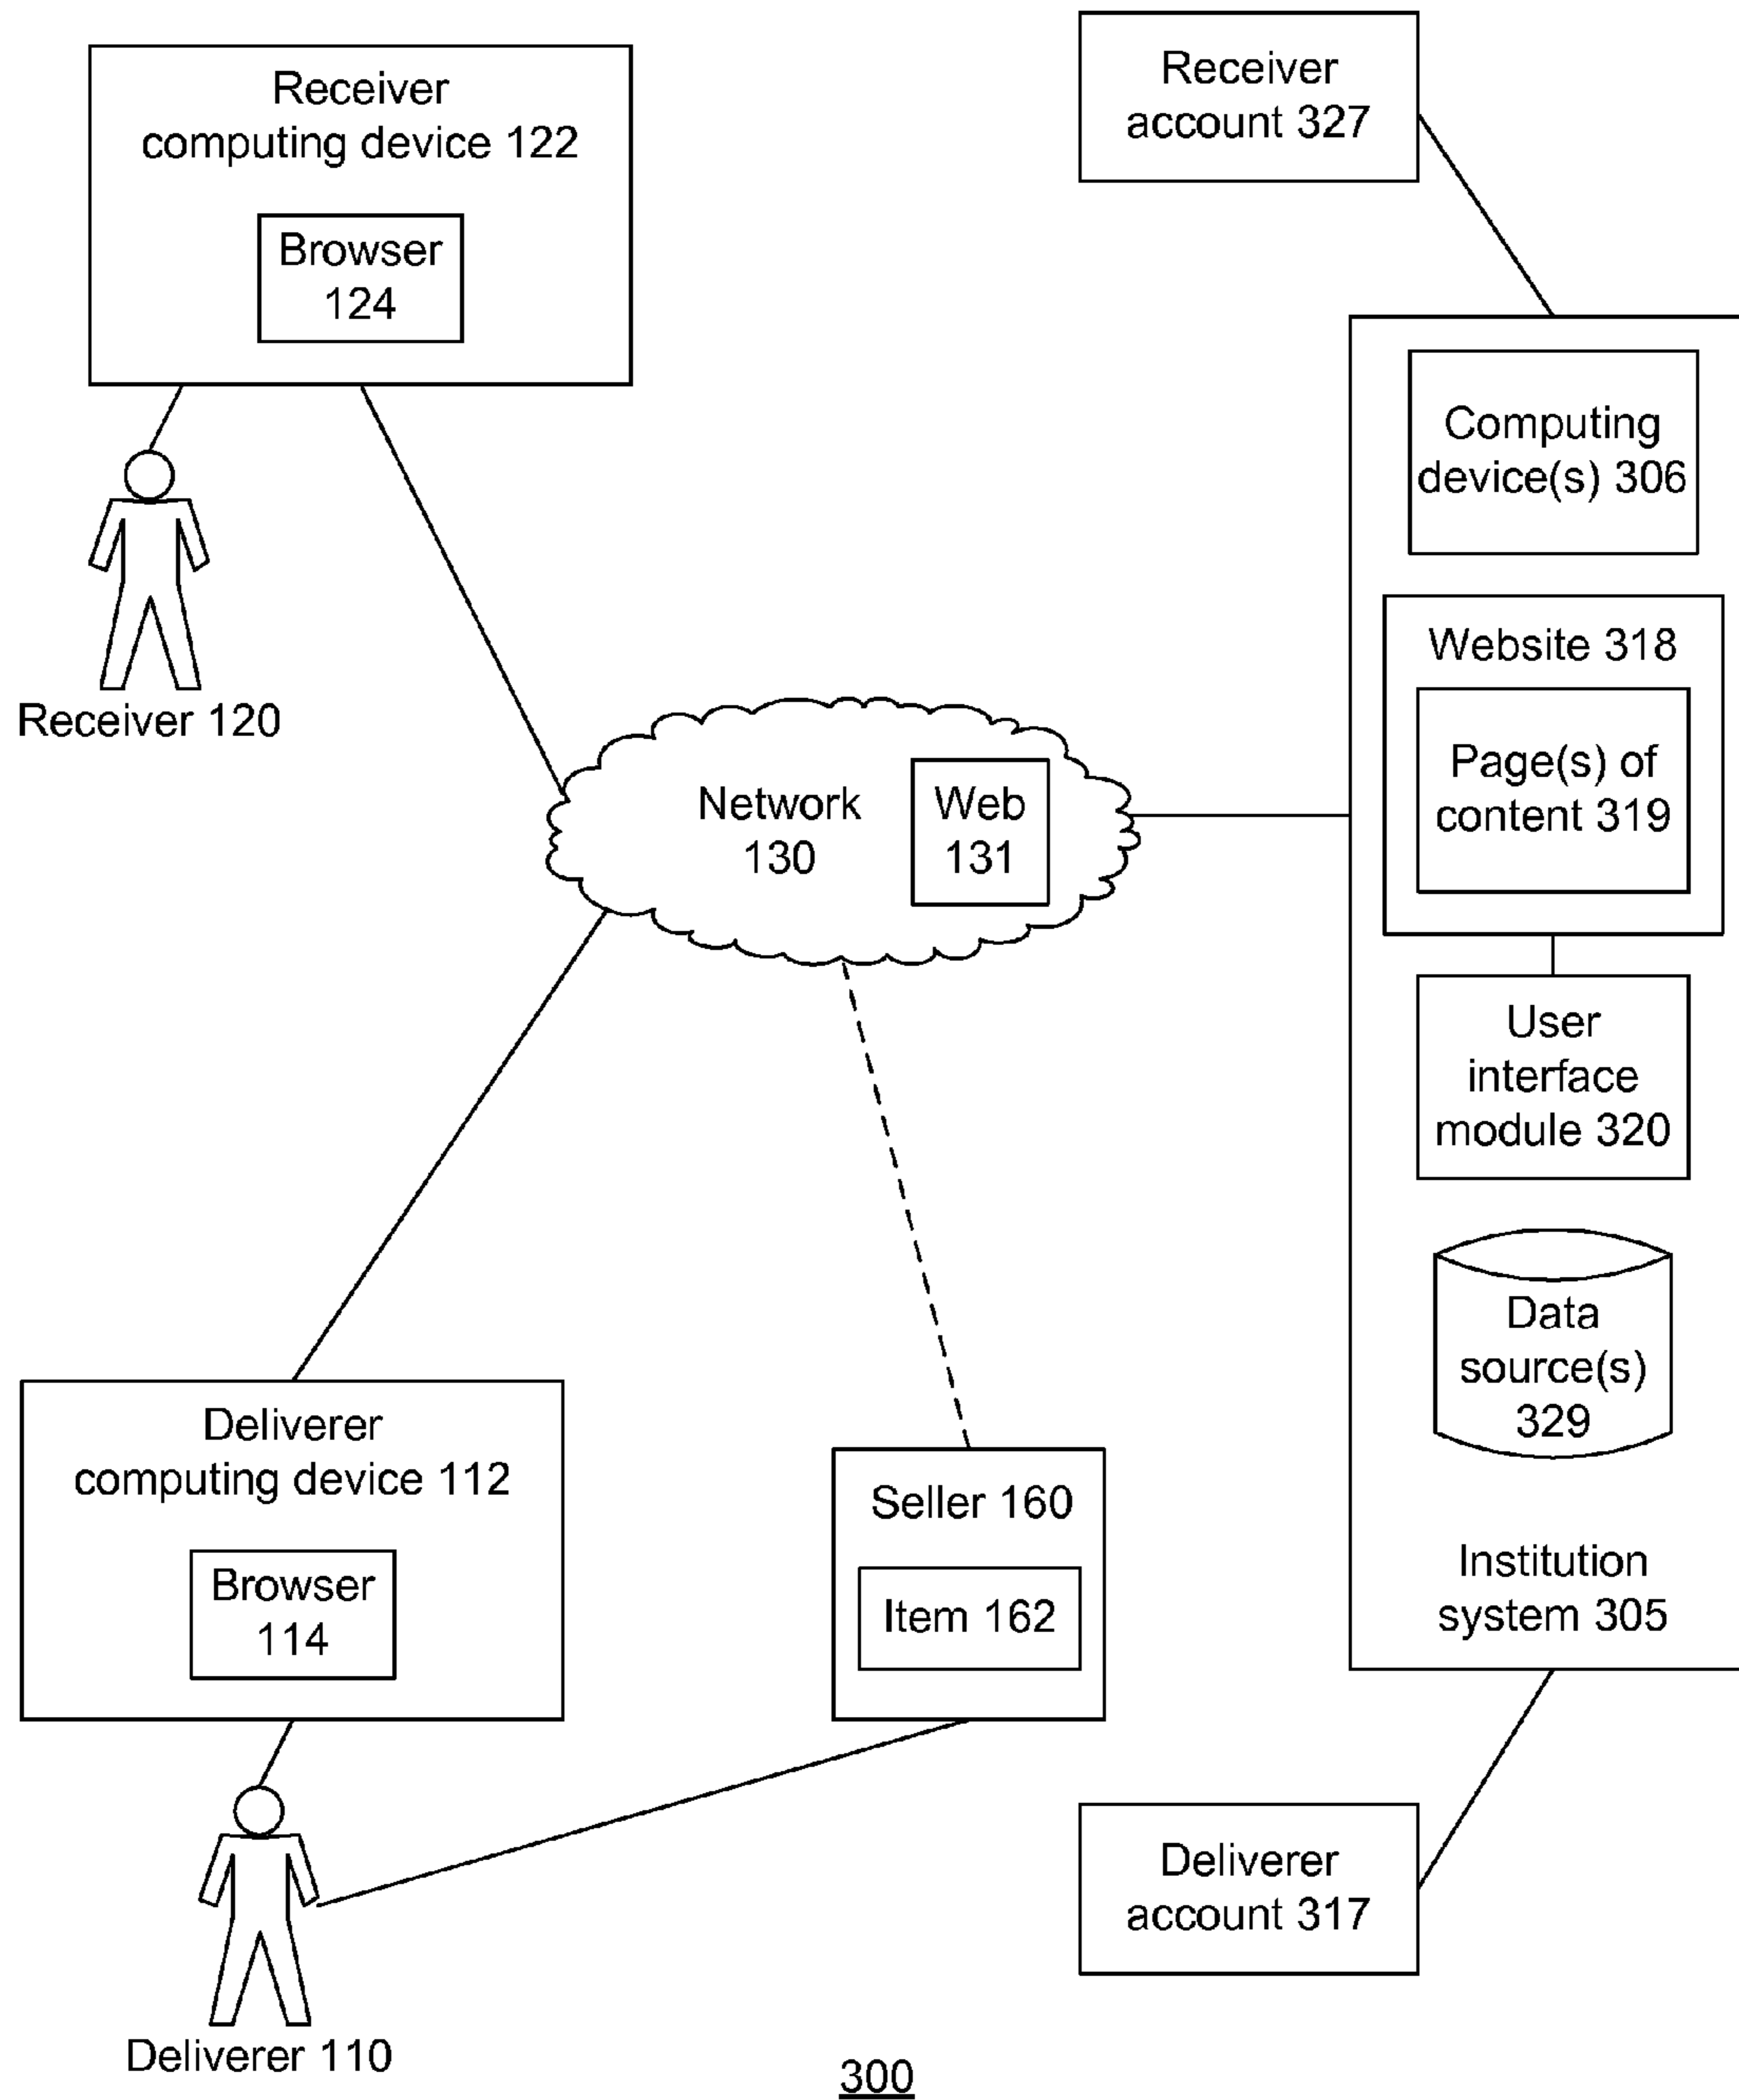 Receiver
computing device 122
Browser
124
Receiver 120
Receiver
account 327
Computing
device(s) 306
Website 318
Page(s) of
content 319
User
interface
module 320
Data
source(s)
329
Institution
system 305
Network
130
Web
131
Deliverer
computing device 112
Browser
114
Deliverer 110
Seller 160
Item 162
Deliverer
account 317
300